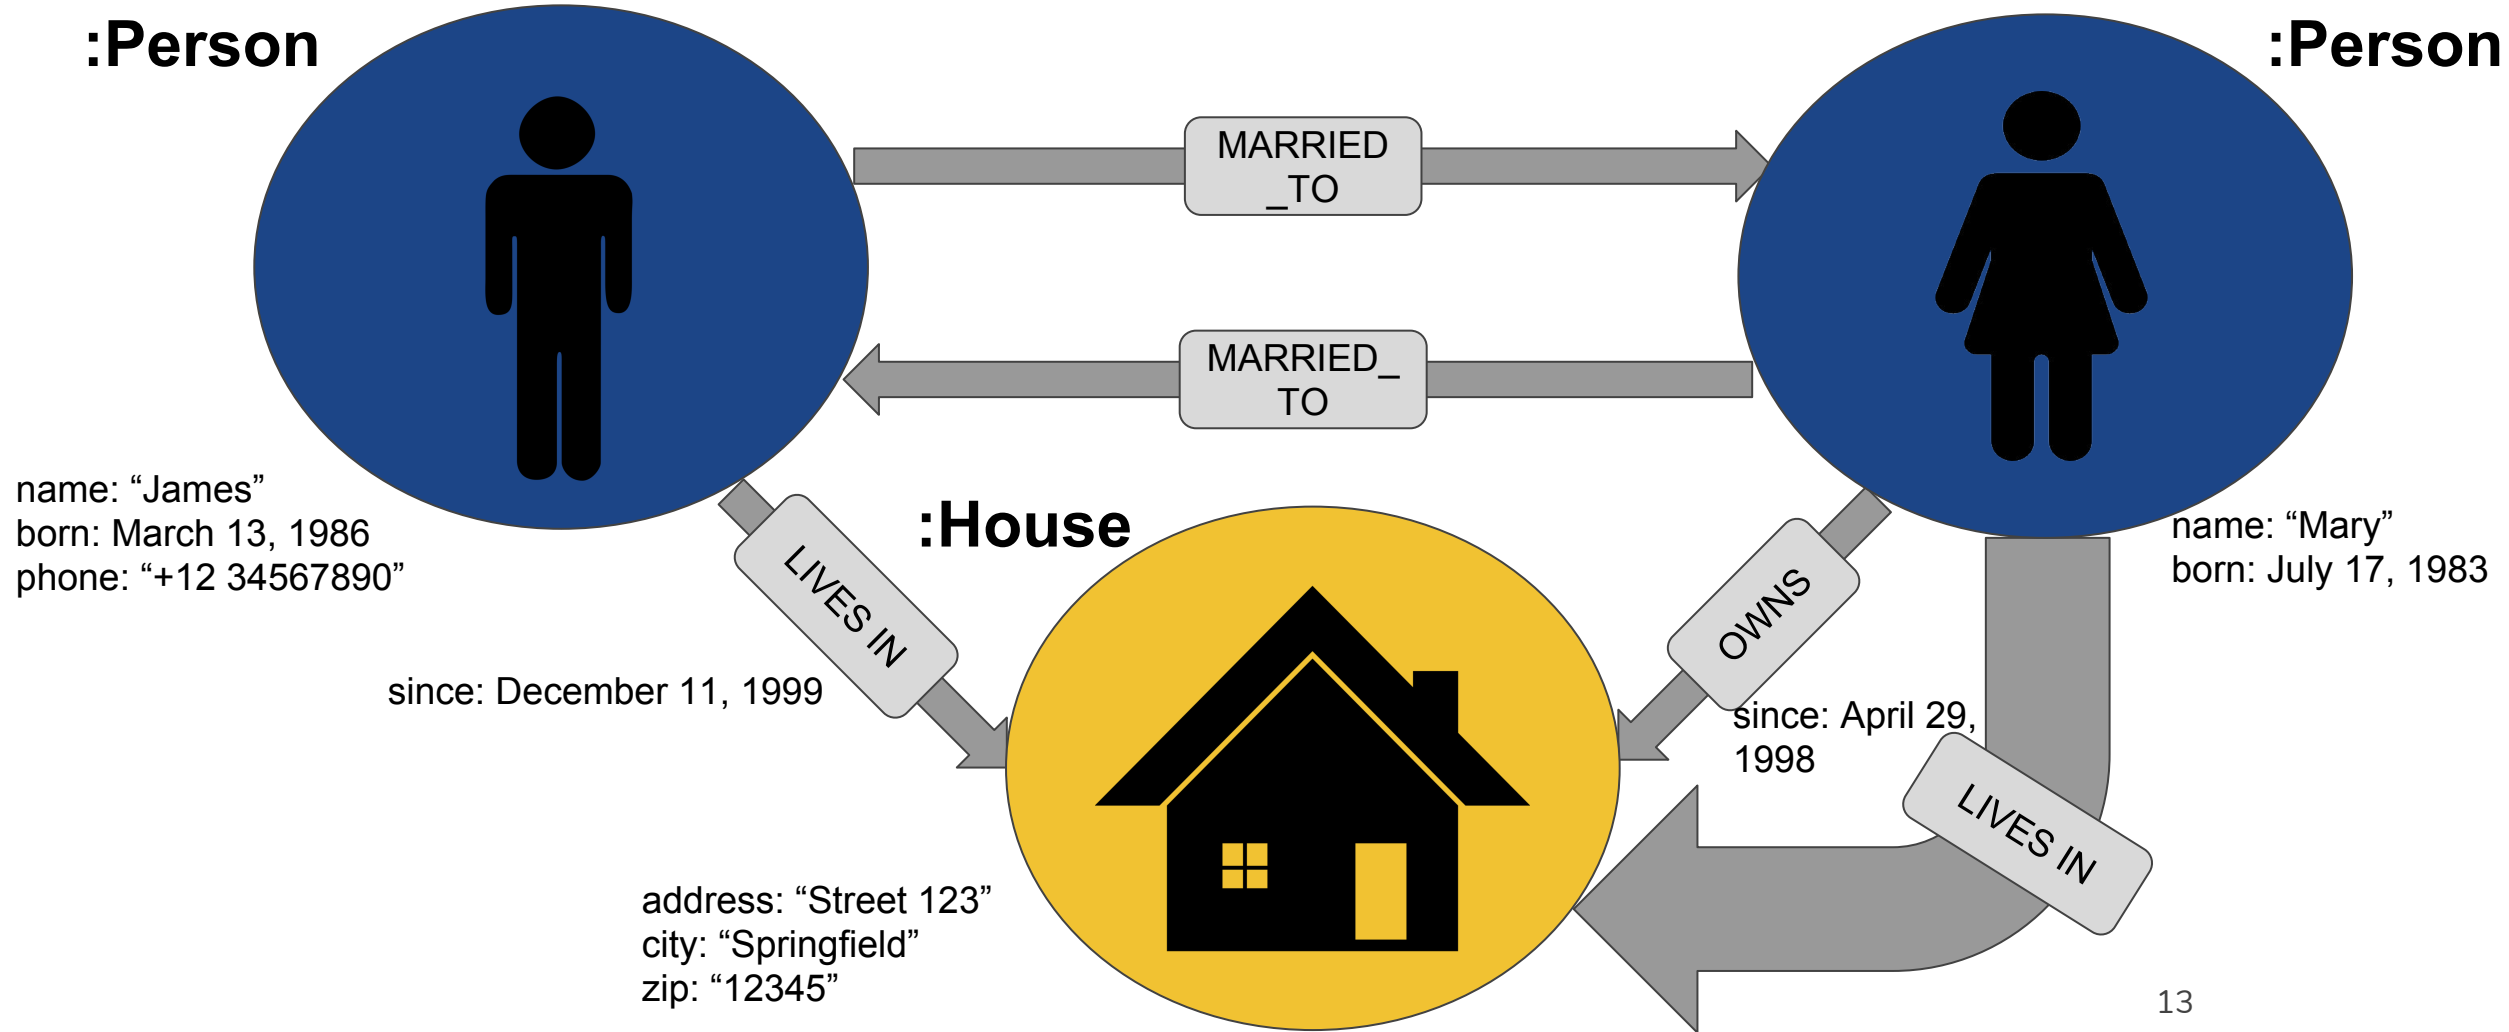 :Person
:Person
MARRIED
_TO
MARRIED_
TO
name: “James”
born: March 13, 1986
phone: “+12 34567890”
:House
name: “Mary”
born: July 17, 1983
LIVES IN
OWNS
since: December 11, 1999
since: April 29,
1998
LIVES IN
address: “Street 123”
city: “Springfield”
zip: “12345”
13